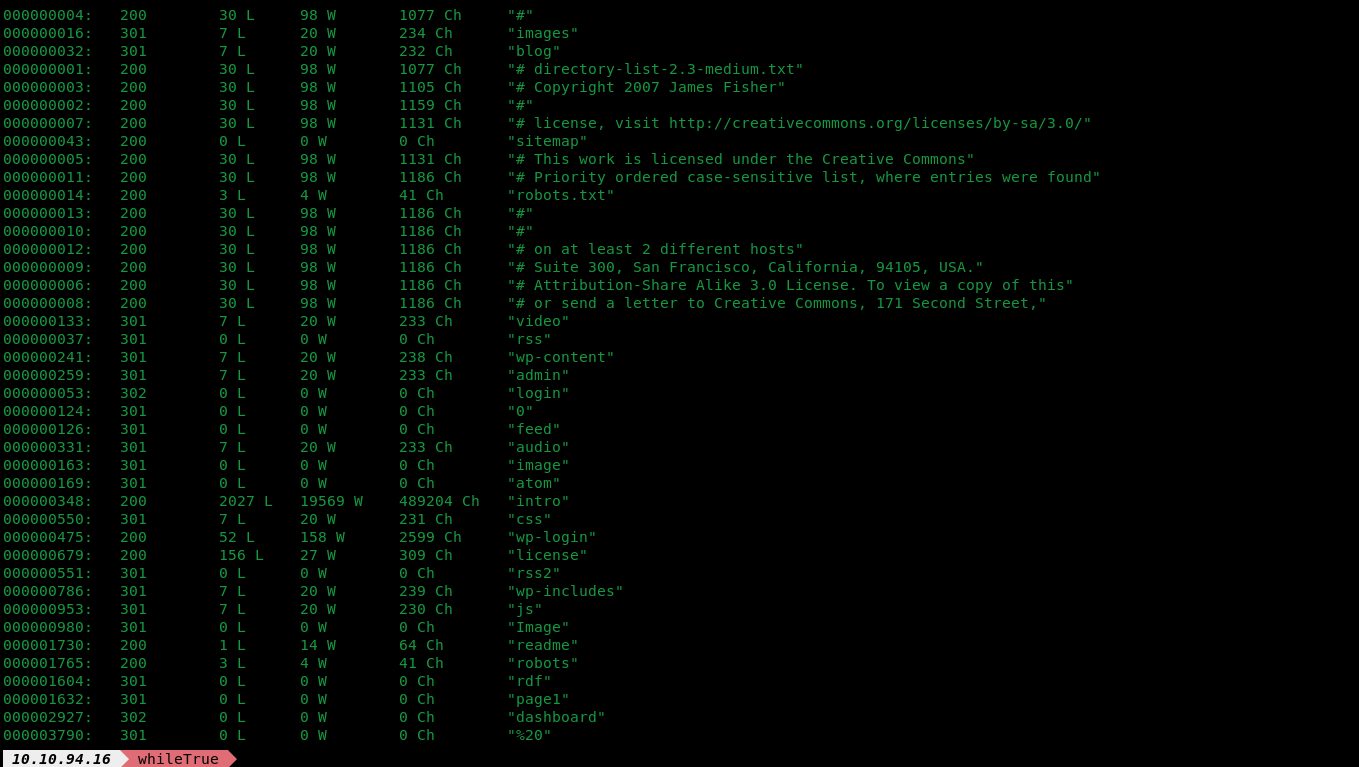 000000004: 200 30 L 98 W 1077 Ch "#"
000000016: 301 7 L 20 W 234 Ch "images"
000000032: 301 7 L 20 W 232 Ch "blog"
000000001: 200 30 L 98 W 1077 Ch "# directory-list-2.3-medium.txt"
000000003: 200 30 L 98 W 1105 Ch "# Copyright 2007 James Fisher"
000000002: 200 30 L 98 W 1159 Ch "#"
000000007: 200 30 L 98 W 1131 Ch "# license, visit http://creativecommons.org/licenses/by-sa/3.0/"
000000043: 200 0 L 0 W 0 Ch "sitemap"
000000005: 200 30 L 98 W 1131 Ch "# This work is licensed under the Creative Commons"
000000011: 200 30 L 98 W 1186 Ch "# Priority ordered case-sensitive list, where entries were found"
000000014: 200 3 L 4 W 41 Ch "robots.txt"
000000013: 200 30 L 98 W 1186 Ch "#"
000000010: 200 30 L 98 W 1186 Ch "#"
000000012: 200 30 L 98 W 1186 Ch "# on at least 2 different hosts"
000000009: 200 30 L 98 W 1186 Ch "# Suite 300, San Francisco, California, 94105, USA."
000000006: 200 30 L 98 W 1186 Ch "# Attribution-Share Alike 3.0 License. To view a copy of this"
000000008: 200 30 L 98 W 1186 Ch "# or send a letter to Creative Commons, 171 Second Street,"
000000133: 301 7 L 20 W 233 Ch "video"
000000037: 301 0 L 0 W 0 Ch "rss"
000000241: 301 7 L 20 W 238 Ch "wp-content"
000000259: 301 7 L 20 W 233 Ch "admin"
000000053: 302 0 L 0 W 0 Ch "login"
000000124: 301 0 L 0 W 0 Ch "0"
000000126: 301 0 L 0 W 0 Ch "feed"
000000331: 301 7 L 20 W 233 Ch "audio"
000000163: 301 0 L 0 W 0 Ch "image"
000000169: 301 0 L 0 W 0 Ch "atom"
000000348: 200 2027 L 19569 W 489204 Ch "intro"
000000550: 301 7 L 20 W 231 Ch "css"
000000475: 200 52 L 158 W 2599 Ch "wp-login"
000000679: 200 156 L 27 W 309 Ch "license"
000000551: 301 0 L 0 W 0 Ch "rss2"
000000786: 301 7 L 20 W 239 Ch "wp-includes"
000000953: 301 7 L 20 W 230 Ch "js"
000000980: 301 0 L 0 W 0 Ch "Image"
000001730: 200 1 L 14 W 64 Ch "readme"
000001765: 200 3 L 4 W 41 Ch "robots"
000001604: 301 0 L 0 W 0 Ch "rdf"
000001632: 301 0 L 0 W 0 Ch "page1"
000002927: 302 0 L 0 W 0 Ch "dashboard"
000003790: 301 0 L 0 W 0 Ch "%20"
10.10.94.16 whileTrue